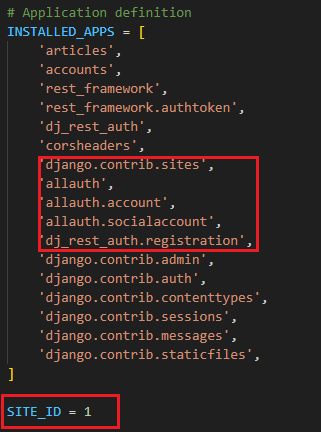 # Application definition
INSTALLED_APPS = [
    'articles',
    'accounts',
    'rest_framework',
    'rest_framework.authtoken',
    'dj_rest_auth',
    'corsheaders',
    'django.contrib.sites',
    'allauth',
    'allauth.account',
    'allauth.socialaccount',
    'dj_rest_auth.registration',
    'django.contrib.admin',
    'django.contrib.auth',
    'django.contrib.contenttypes',
    'django.contrib.sessions',
    'django.contrib.messages',
    'django.contrib.staticfiles',
]
SITE_ID = 1